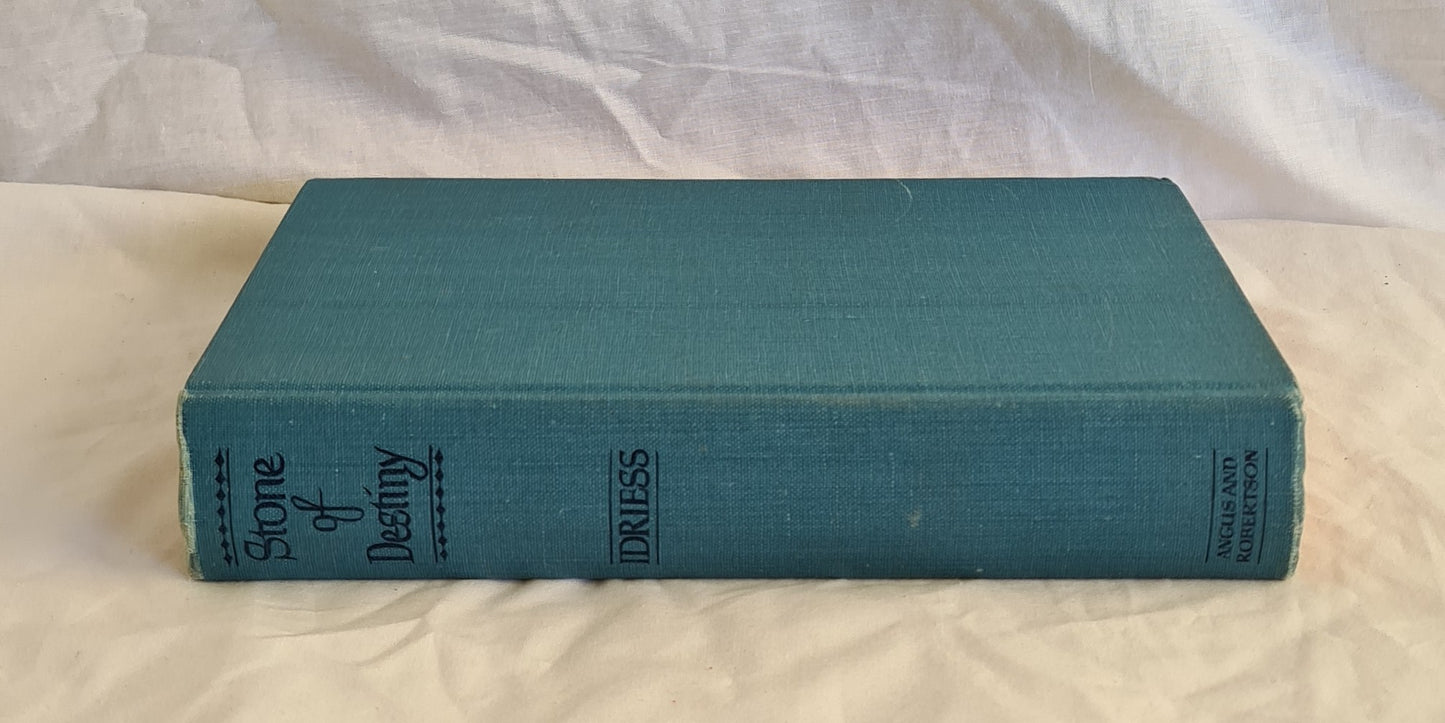 Stone
of
Destiny
IDRIESS
ANGUS AND
ROBERTSON